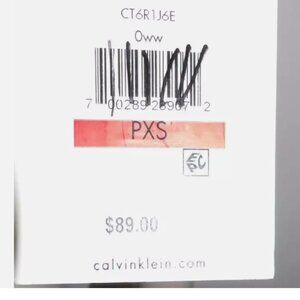 CT6R1J6E
0ww
7 00289 28907 2
PXS
$89.00
calvinklein.com